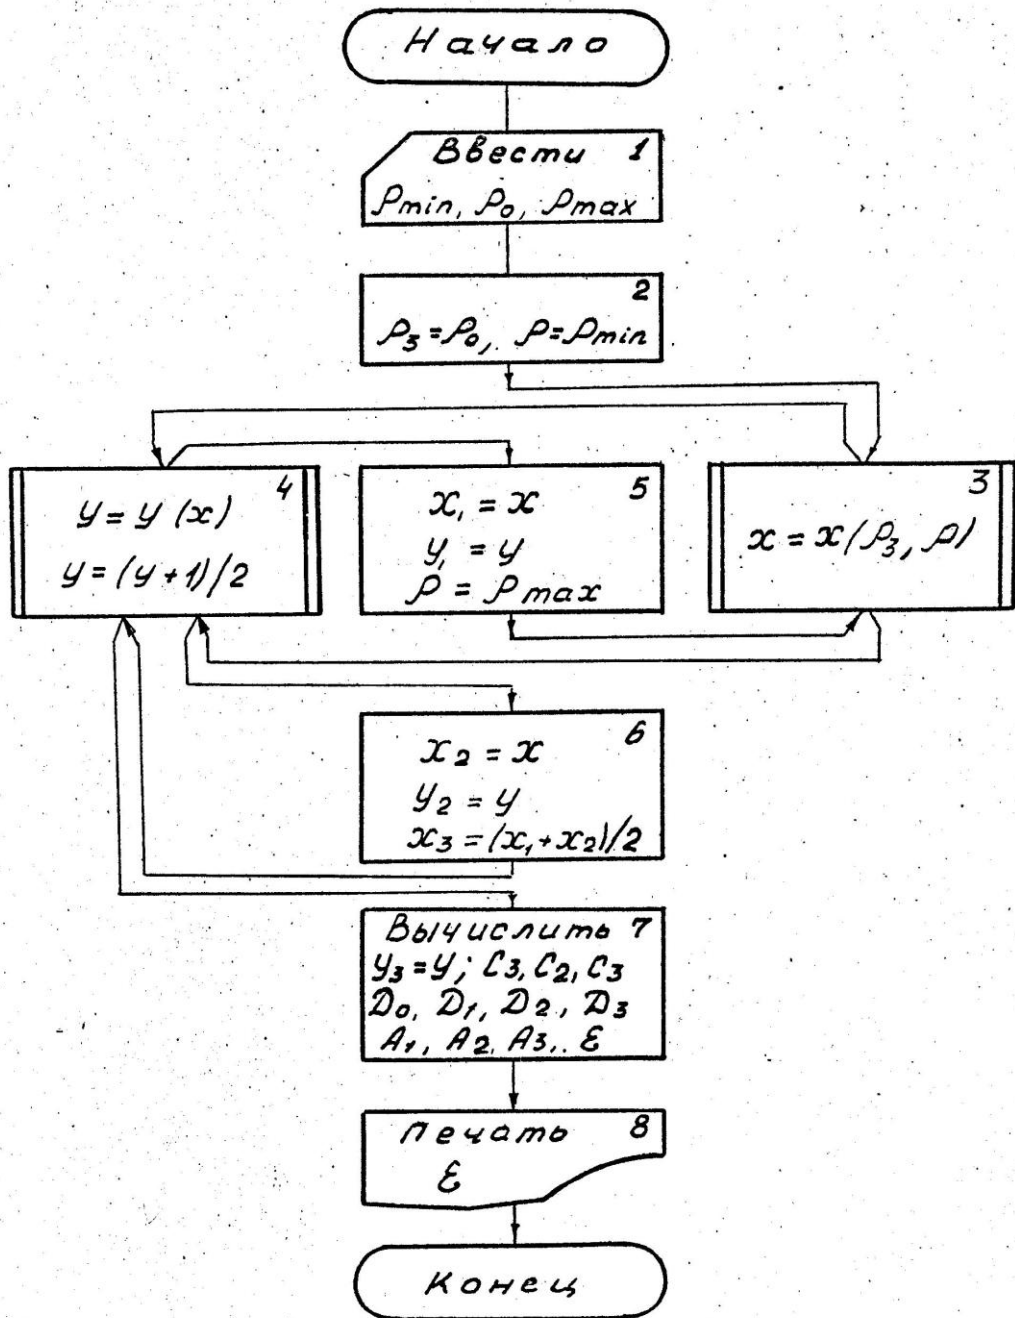 Начало
Ввести 1
ρmin, ρ₀, ρmax
2
ρ₃ = ρ₀, ρ = ρmin
4
y = y (x)
y = (y + 1)/2
5
x₁ = x
y₁ = y
ρ = ρ max
3
x = x(ρ₃, ρ)
6
x₂ = x
y₂ = y
x₃ = (x₁ + x₂)/2
Вычислить 7
y₃ = y; C₃, C₂, C₃
D₀, D₁, D₂, D₃
A₁, A₂, A₃, . ε
Печать 8
ε
Конец